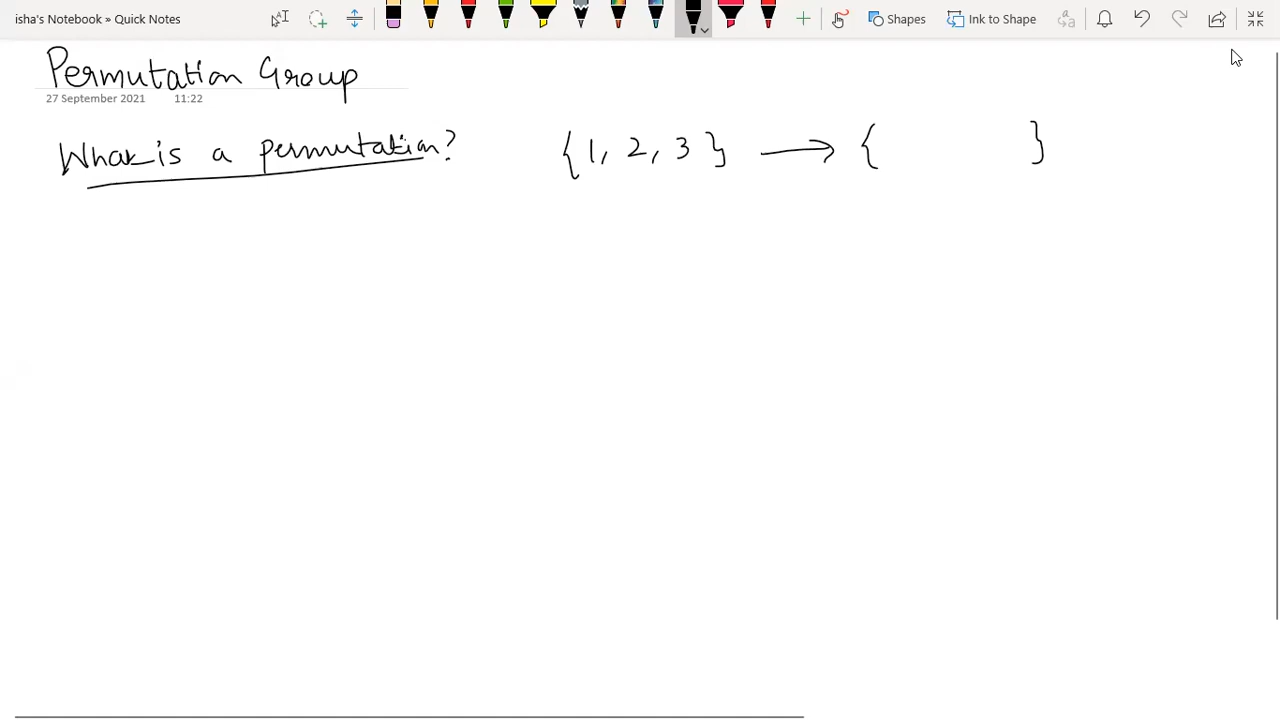 isha's Notebook » Quick Notes
Shapes
Ink to Shape
Permutation Group
27 September 2021 11:22
What is a permutation? {1, 2, 3} → { }